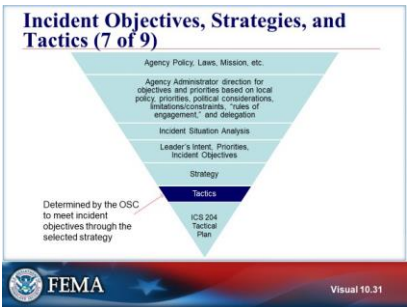 Incident Objectives, Strategies, and
Tactics (7 of 9)
Agency Policy, Laws, Mission, etc.
Agency Administrator direction for
objectives and priorities based on local
policy, priorities, political considerations,
limitations/constraints, "rules of
engagement," and delegation
Incident Situation Analysis
Leader's Intent, Priorities,
Incident Objectives
Strategy
Tactics
Determined by the OSC
to meet incident
objectives through the
selected strategy
ICS 204
Tactical
Plan
FEMA
Visual 10.31